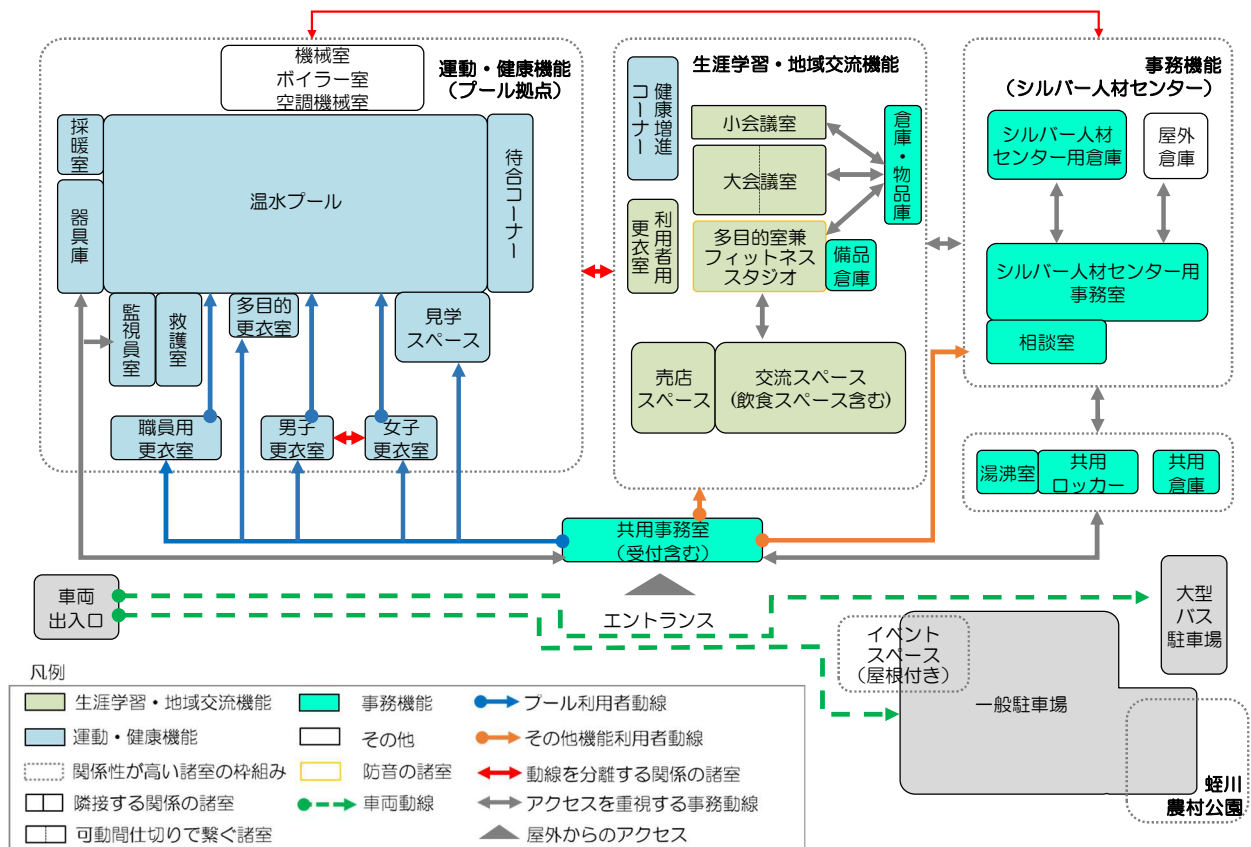 機械室
ボイラー室
空調機械室
運動・健康機能
（プール拠点）
採暖室
器具庫
温水プール
待合コーナー
監視員室
救護室
多目的
更衣室
見学
スペース
職員用
更衣室
男子
更衣室
女子
更衣室
生涯学習・地域交流機能
健康増進
コーナー
小会議室
大会議室
倉庫・物品庫
利用者用
更衣室
多目的室兼
フィットネス
スタジオ
備品
倉庫
売店
スペース
交流スペース
(飲食スペース含む)
事務機能
（シルバー人材センター）
シルバー人材
センター用倉庫
屋外
倉庫
シルバー人材センター用
事務室
相談室
湯沸室
共用
ロッカー
共用
倉庫
共用事務室
（受付含む）
エントランス
車両
出入口
大型
バス
駐車場
イベント
スペース
（屋根付き）
一般駐車場
蛭川
農村公園
凡例
生涯学習・地域交流機能
事務機能
プール利用者動線
運動・健康機能
その他
その他機能利用者動線
関係性が高い諸室の枠組み
防音の諸室
動線を分離する関係の諸室
隣接する関係の諸室
車両動線
アクセスを重視する事務動線
可動間仕切りで繋ぐ諸室
屋外からのアクセス